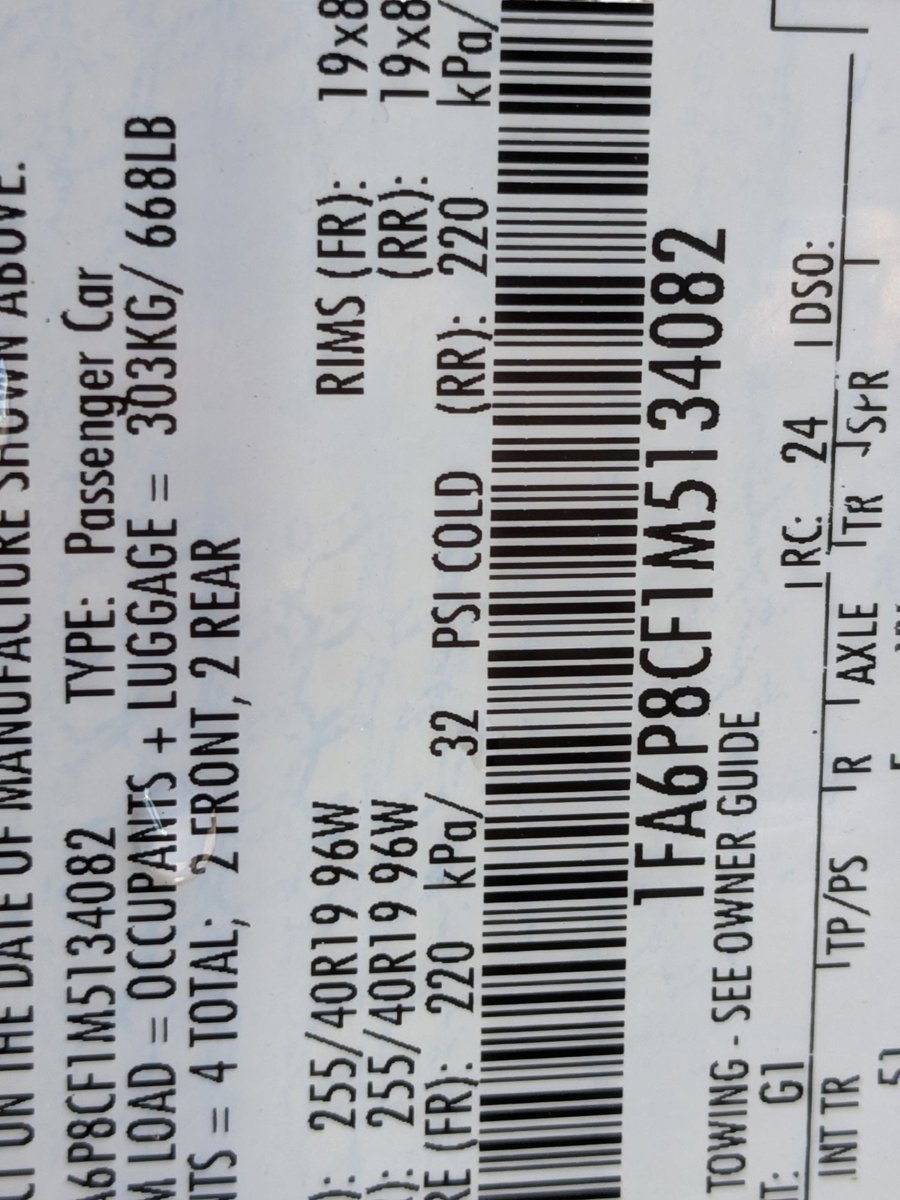 CT ON THE DATE OF MANUFACTURE SHOWN ABOVE.
A6P8CF1M5134082 TYPE: Passenger Car
M LOAD = OCCUPANTS + LUGGAGE = 303KG/ 668LB
NTS = 4 TOTAL; 2 FRONT, 2 REAR
): 255/40R19 96W RIMS (FR): 19x8
): 255/40R19 96W (RR): 19x8
RE (FR): 220 kPa/ 32 PSI COLD (RR): 220 kPa/
1FA6P8CF1M5134082
TOWING - SEE OWNER GUIDE
T: G1 RC: 24 DSO:
INT TR TP/PS R AXLE TR SPR
51